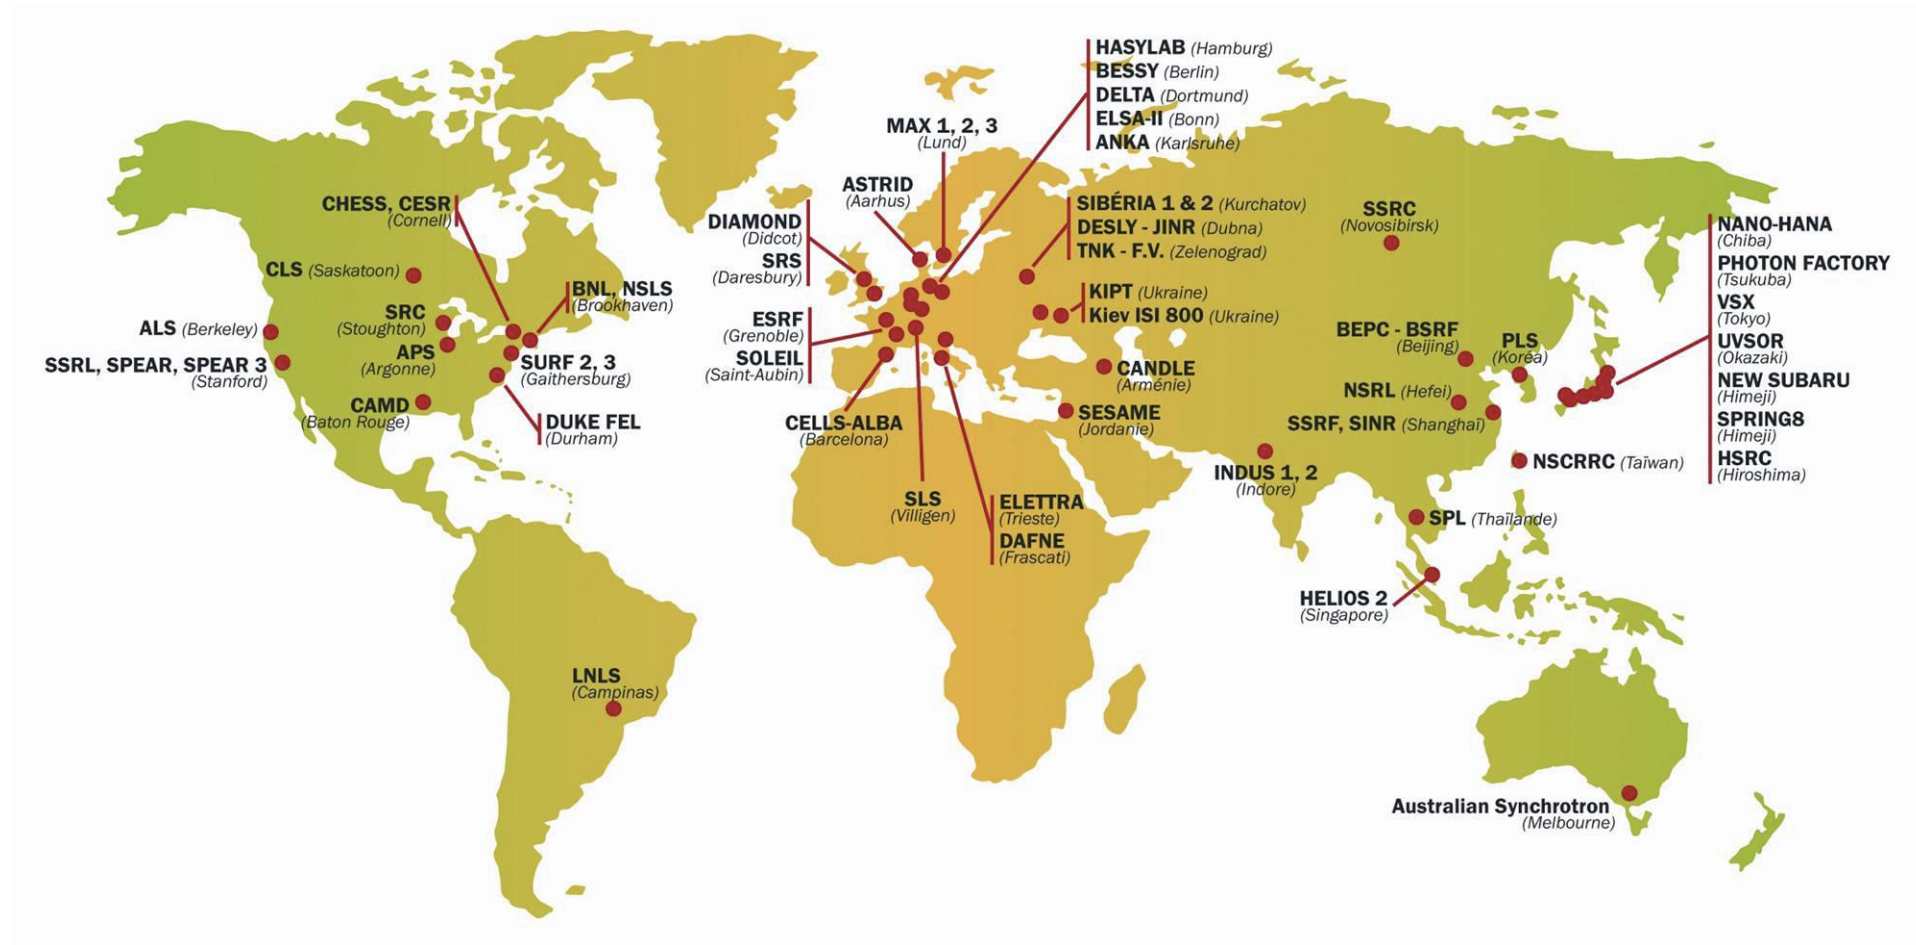 HASYLAB (Hamburg)
BESSY (Berlin)
DELTA (Dortmund)
ELSA-II (Bonn)
ANKA (Karlsruhe)
MAX 1, 2, 3
(Lund)
ASTRID
(Aarhus)
DIAMOND
(Didcot)
SRS
(Daresbury)
ESRF
(Grenoble)
SOLEIL
(Saint-Aubin)
CELLS-ALBA
(Barcelona)
SLS
(Villigen)
ELETTRA
(Trieste)
DAFNE
(Frascati)
SIBÉRIA 1 & 2 (Kurchatov)
DESLY - JINR (Dubna)
TNK - F.V. (Zelenograd)
KIPT (Ukraine)
Kiev ISI 800 (Ukraine)
CANDLE
(Arménie)
SESAME
(Jordanie)
CHESS, CESR
(Cornell)
CLS (Saskatoon)
BNL, NSLS
(Brookhaven)
SRC
(Stoughton)
ALS (Berkeley)
APS
(Argonne)
SURF 2, 3
(Gaithersburg)
SSRL, SPEAR, SPEAR 3
(Stanford)
CAMD
(Baton Rouge)
DUKE FEL
(Durham)
LNLS
(Campinas)
SSRC
(Novosibirsk)
BEPC - BSRF
(Beijing)
PLS
(Koréa)
NSRL (Hefei)
SSRF, SINR (Shanghaï)
INDUS 1, 2
(Indore)
NSCRRC (Taïwan)
SPL (Thaïlande)
HELIOS 2
(Singapore)
NANO-HANA
(Chiba)
PHOTON FACTORY
(Tsukuba)
VSX
(Tokyo)
UVSOR
(Okazaki)
NEW SUBARU
(Himeji)
SPRING8
(Himeji)
HSRC
(Hiroshima)
Australian Synchrotron
(Melbourne)